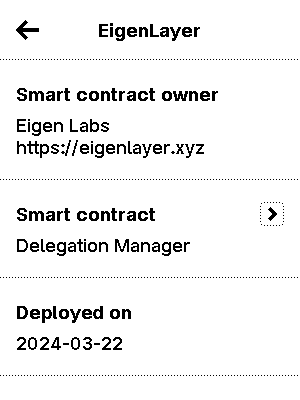 EigenLayer
Smart contract owner
Eigen Labs
https://eigenlayer.xyz
Smart contract
Delegation Manager
Deployed on
2024-03-22